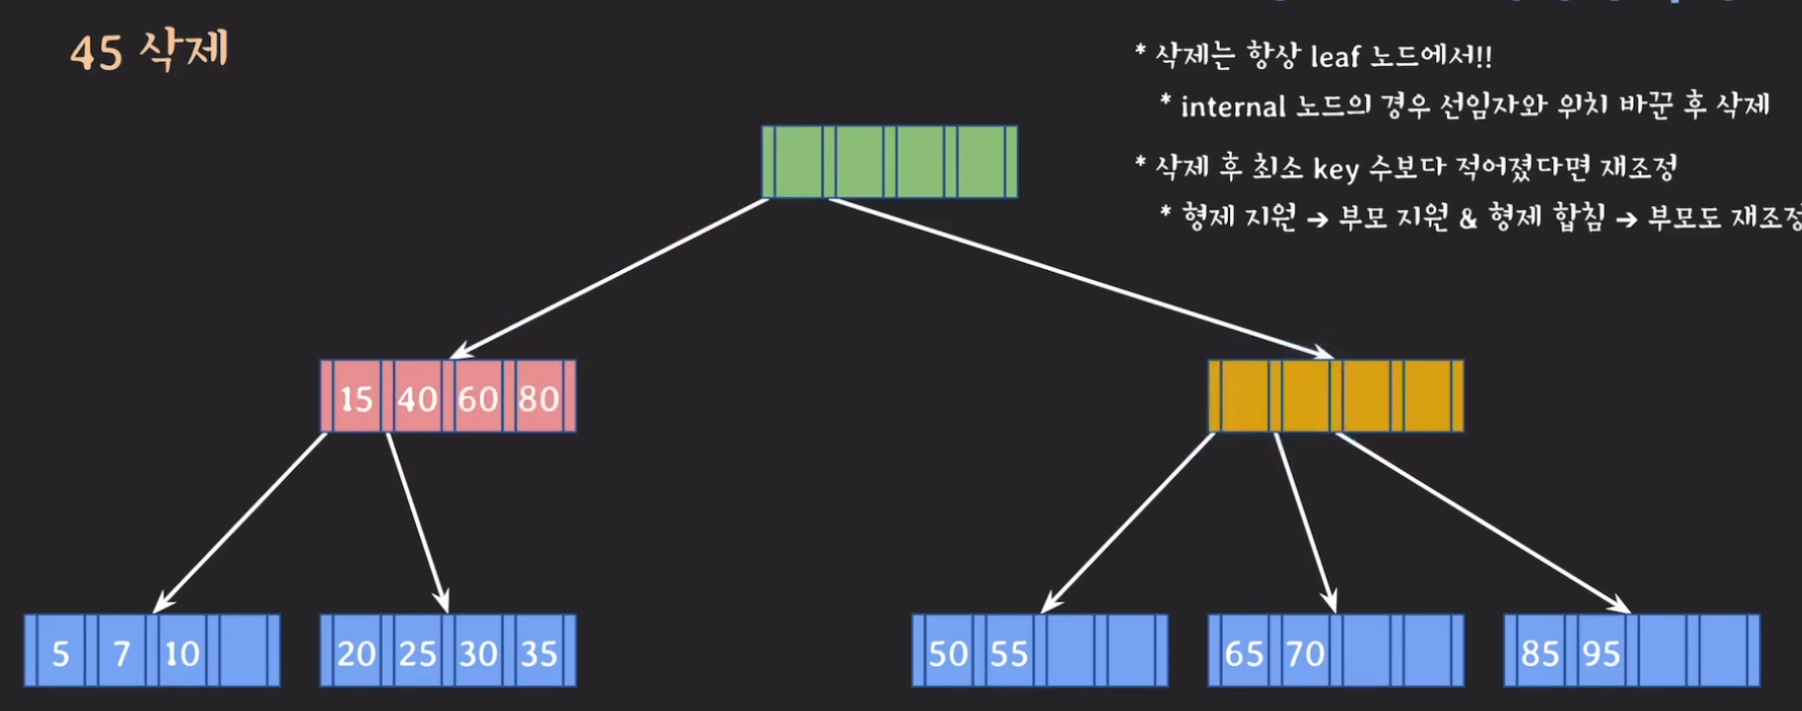 45 삭제
* 삭제는 항상 leaf 노드에서!!
* internal 노드의 경우 선임자와 위치 바꾼 후 삭제
* 삭제 후 최소 key 수보다 적어졌다면 재조정
* 형제 지원 → 부모 지원 & 형제 합침 → 부모도 재조정
15 40 60 80
5 7 10
20 25 30 35
50 55
65 70
85 95